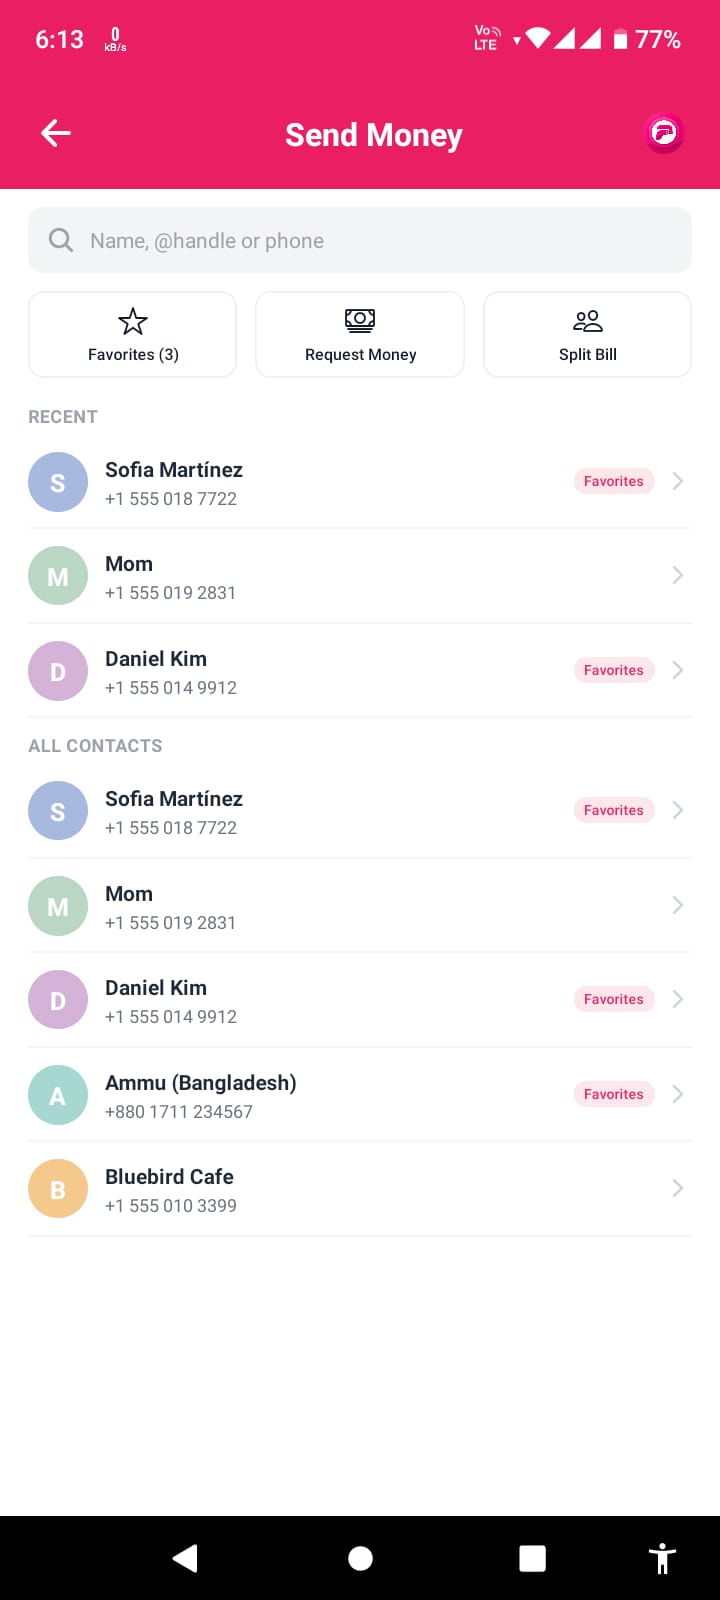 6:13
0
kB/s
Vo
LTE
77%
Send Money
Name, @handle or phone
Favorites (3)
Request Money
Split Bill
RECENT
S
Sofia Martínez
Favorites
+1 555 018 7722
M
Mom
+1 555 019 2831
D
Daniel Kim
Favorites
+1 555 014 9912
ALL CONTACTS
S
Sofia Martínez
Favorites
+1 555 018 7722
M
Mom
+1 555 019 2831
D
Daniel Kim
Favorites
+1 555 014 9912
A
Ammu (Bangladesh)
Favorites
+880 1711 234567
B
Bluebird Cafe
+1 555 010 3399